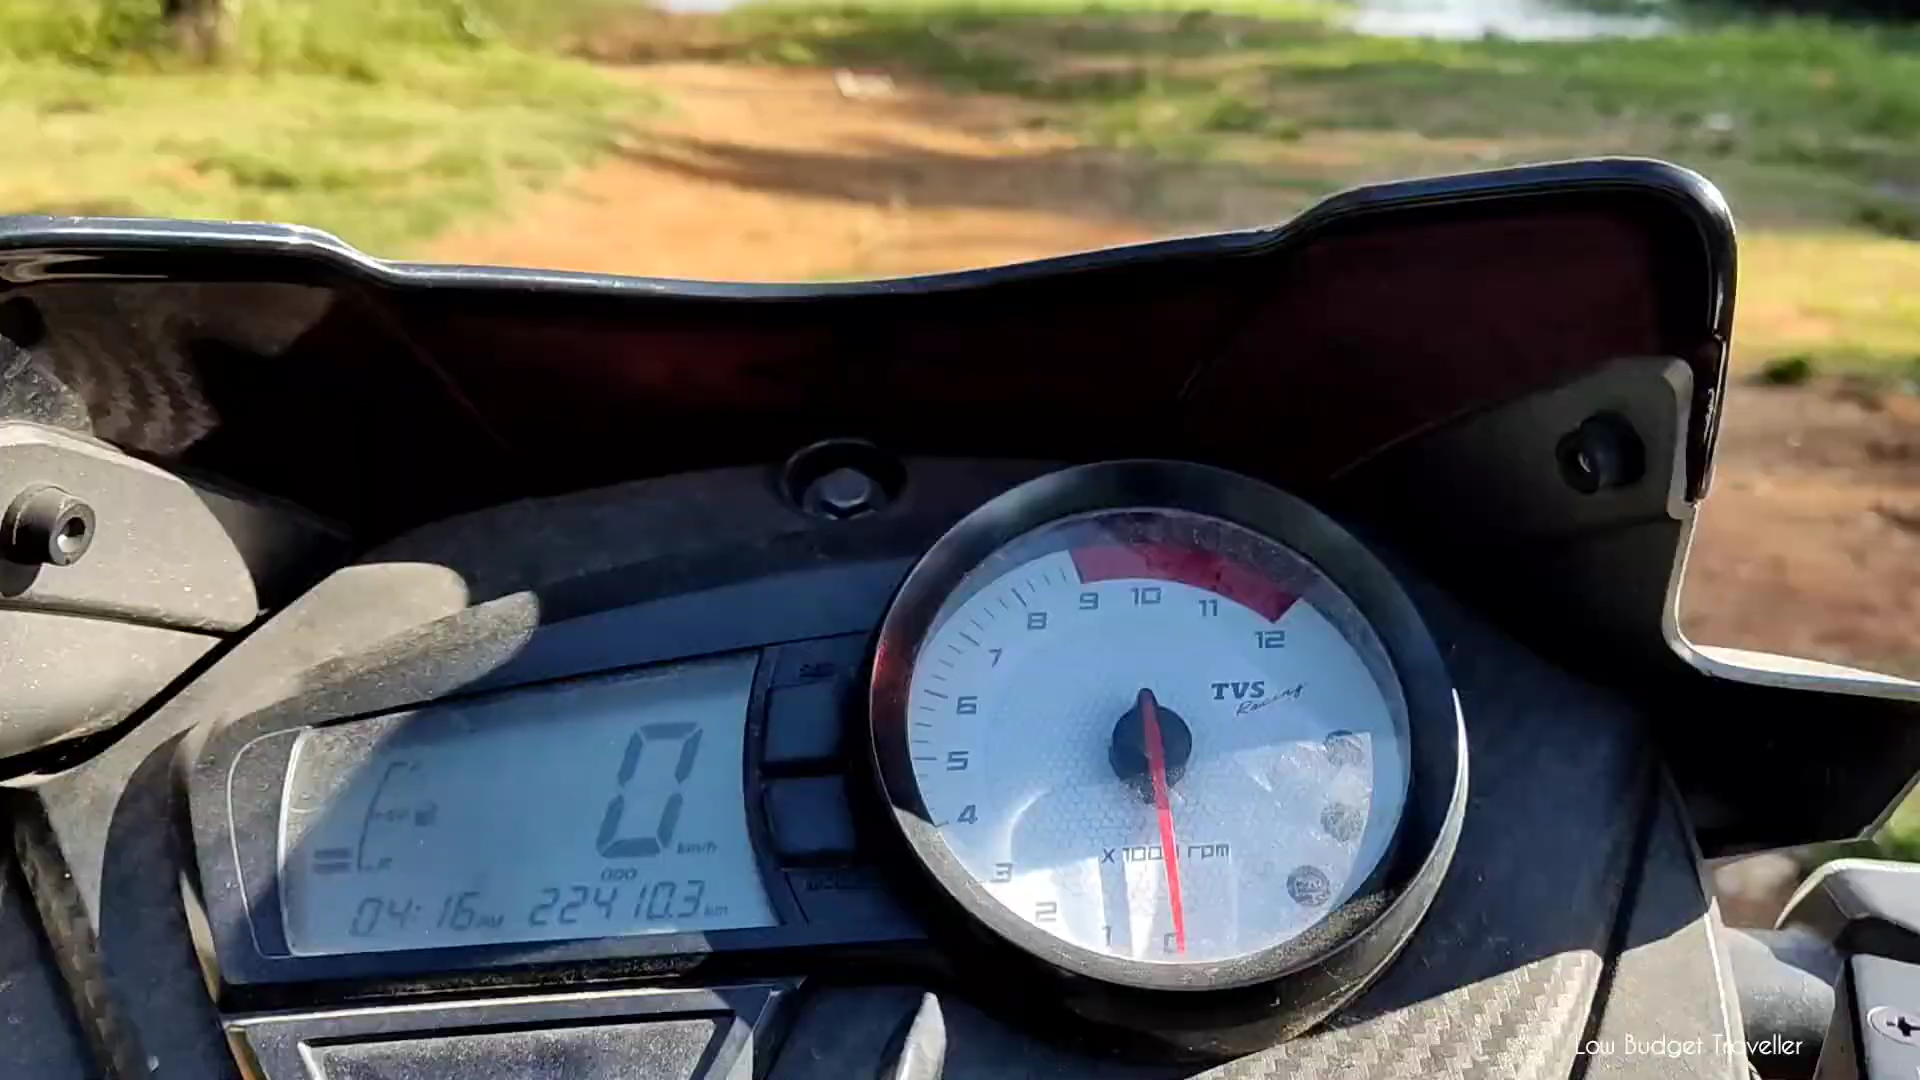 9 10 11 12
8
7
6
5
4
3
2
1 0
TVS
Racing
X 1000 rpm
0 km/h
ODO
04:16 22410.3 km
Low Budget Traveller